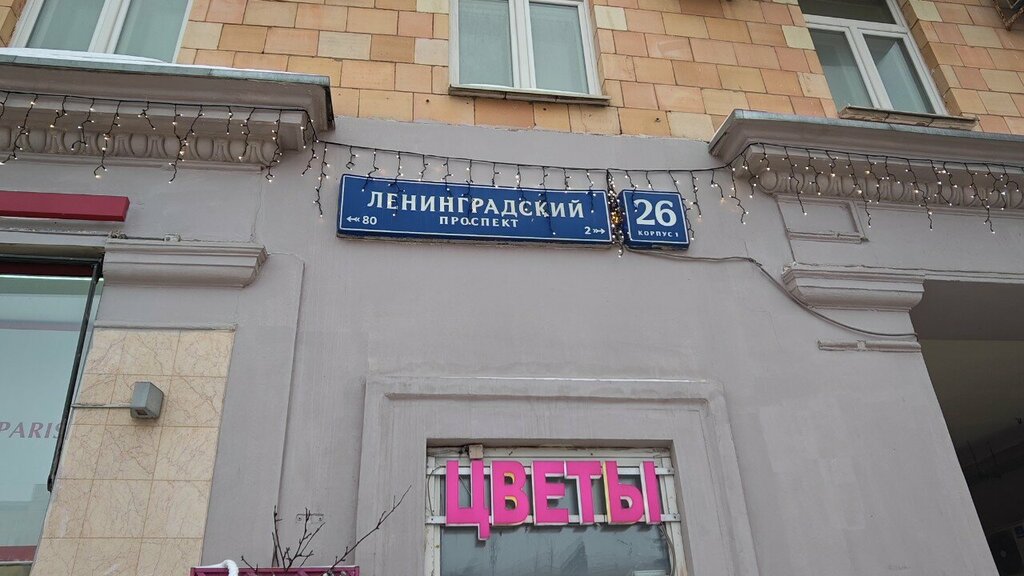 ЛЕНИНГРАДСКИЙ
ПРОСПЕКТ
80
2
26
КОРПУС 1
PARIS
ЦВЕТЫ